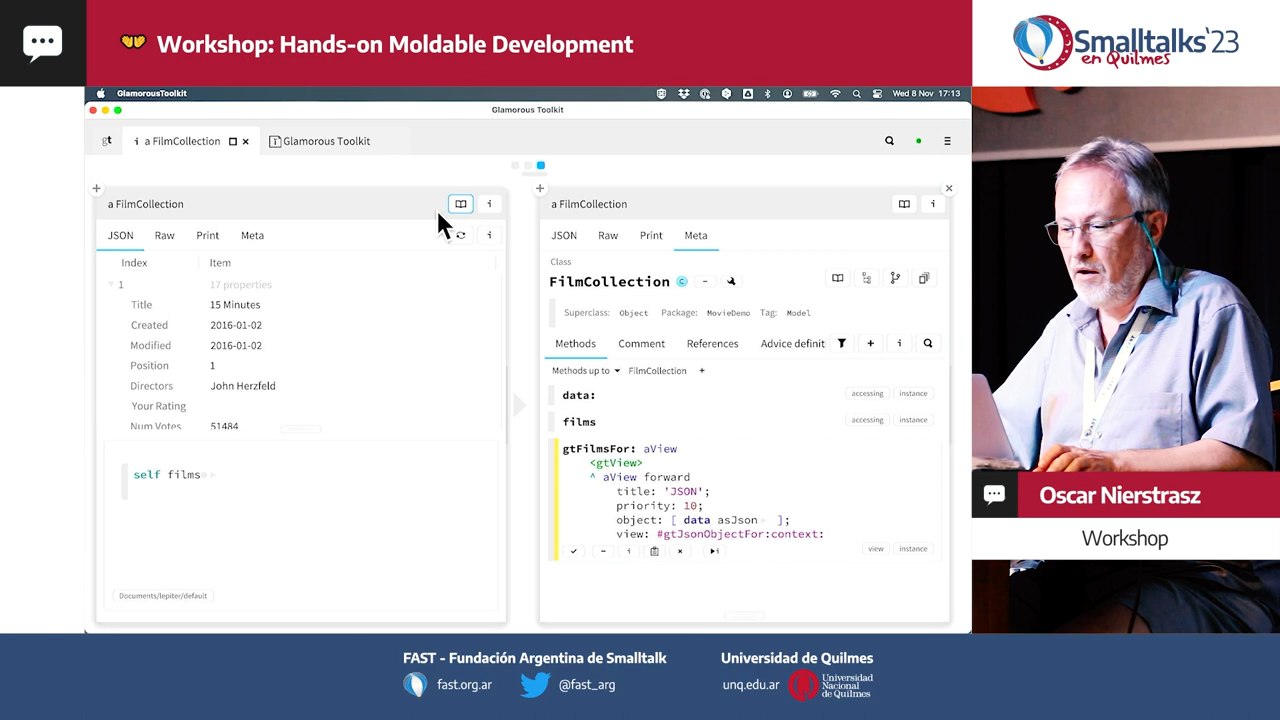 Workshop: Hands-on Moldable Development
Smalltalks'23
en Quilmes
GlamorousToolkit
Wed 8 Nov 17:13
Glamorous Toolkit
gt
i a FilmCollection
Glamorous Toolkit
a FilmCollection
JSON Raw Print Meta
Index Item
1 17 properties
Title 15 Minutes
Created 2016-01-02
Modified 2016-01-02
Position 1
Directors John Herzfeld
Your Rating
Num Votes 51484
self films
Documents/lepiter/default
a FilmCollection
JSON Raw Print Meta
Class
FilmCollection
Superclass: Object Package: MovieDemo Tag: Model
Methods Comment References Advice definit
Methods up to FilmCollection +
data: accessing instance
films accessing instance
gtFilmsFor: aView
<gtView>
^ aView forward
title: 'JSON';
priority: 10;
object: [ data asJson ];
view: #gtJsonObjectFor:context:
view instance
Oscar Nierstrasz
Workshop
FAST - Fundación Argentina de Smalltalk
fast.org.ar @fast_arg
Universidad de Quilmes
unq.edu.ar
Universidad
Nacional
de Quilmes